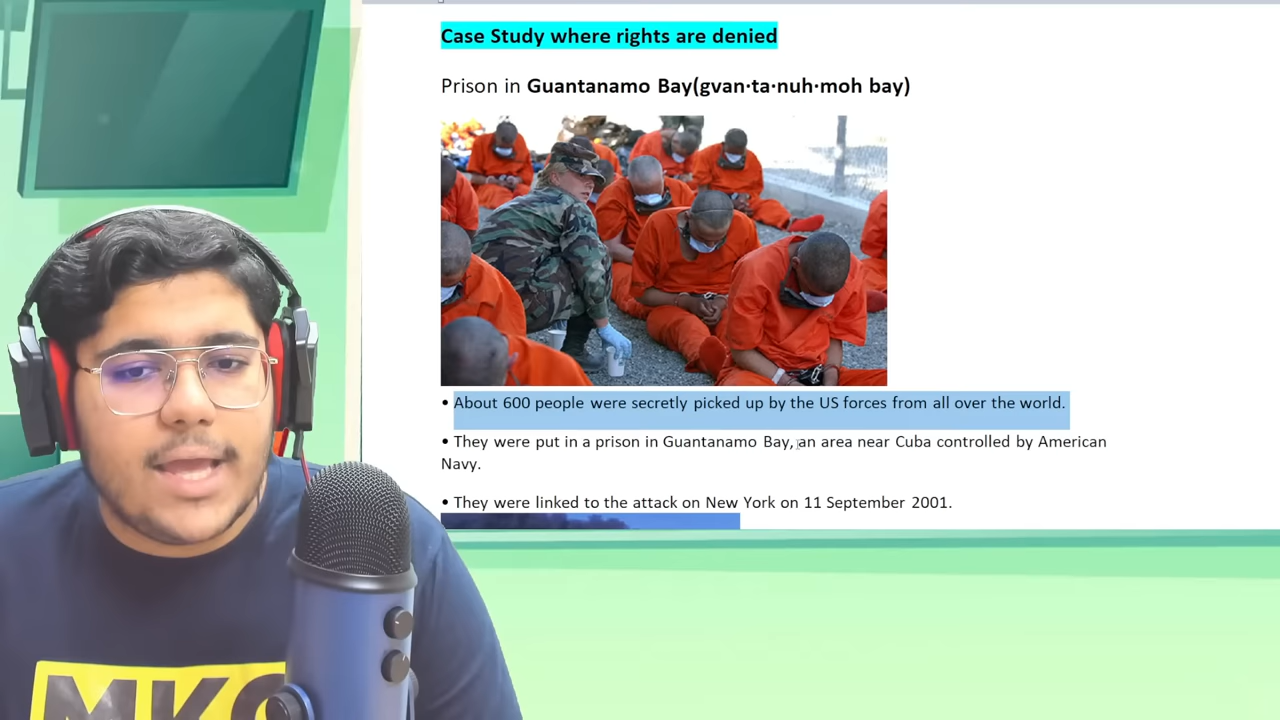 Case Study where rights are denied
Prison in Guantanamo Bay(gvan·ta·nuh·moh bay)
• About 600 people were secretly picked up by the US forces from all over the world.
• They were put in a prison in Guantanamo Bay, an area near Cuba controlled by American
Navy.
• They were linked to the attack on New York on 11 September 2001.